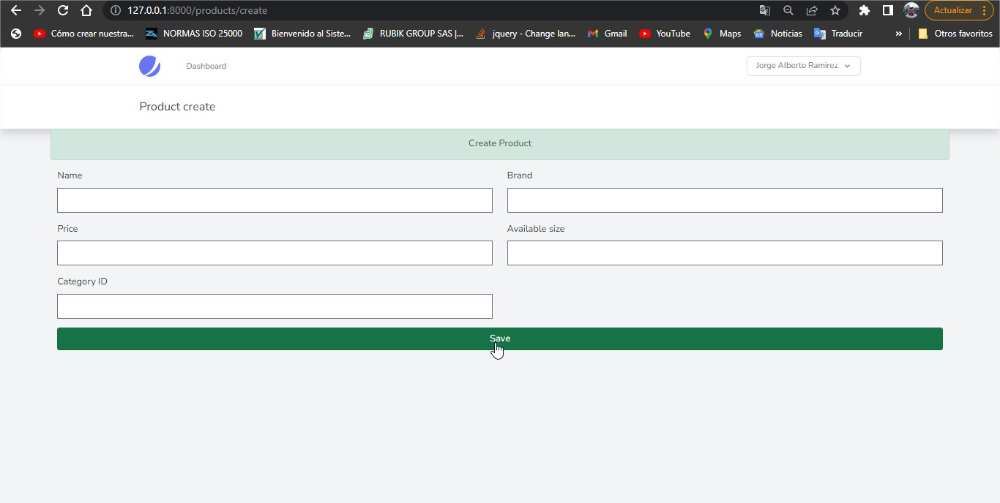 127.0.0.1:8000/products/create
Actualizar
Cómo crear nuestra... NORMAS ISO 25000 Bienvenido al Siste... RUBIK GROUP SAS |... jquery - Change lan... Gmail YouTube Maps Noticias Traducir » Otros favoritos
Dashboard
Jorge Alberto Ramirez
Product create
Create Product
Name
Brand
Price
Available size
Category ID
Save